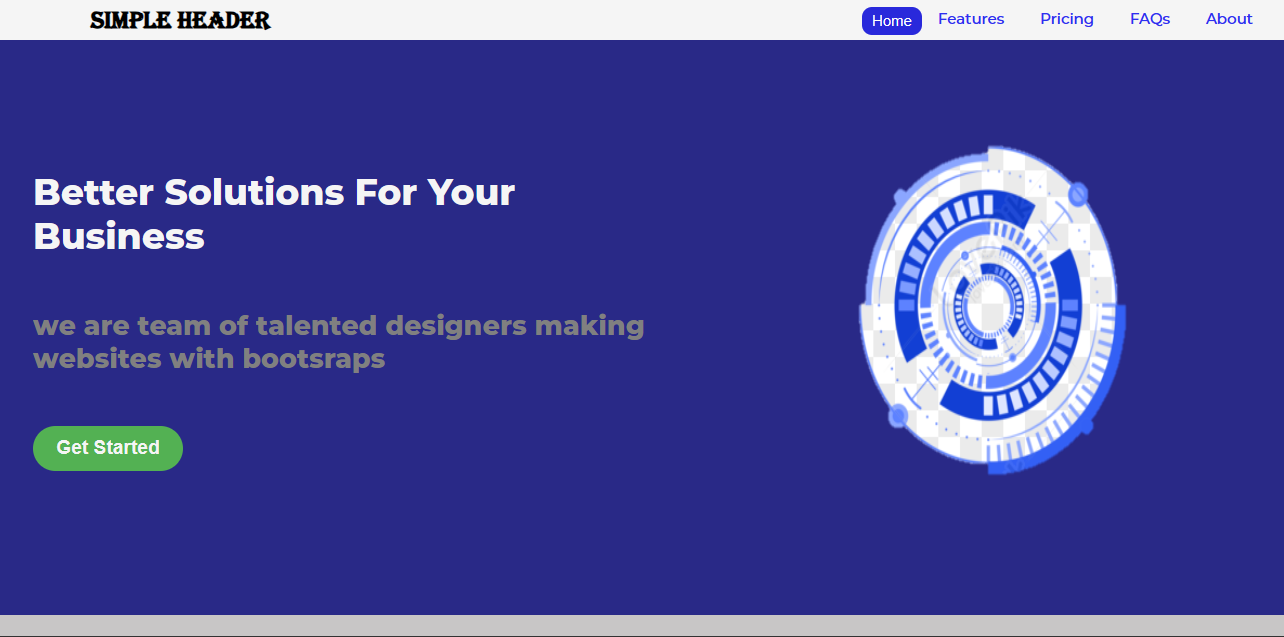 SIMPLE HEADER
Home Features Pricing FAQs About
Better Solutions For Your
Business
we are team of talented designers making
websites with bootsraps
Get Started